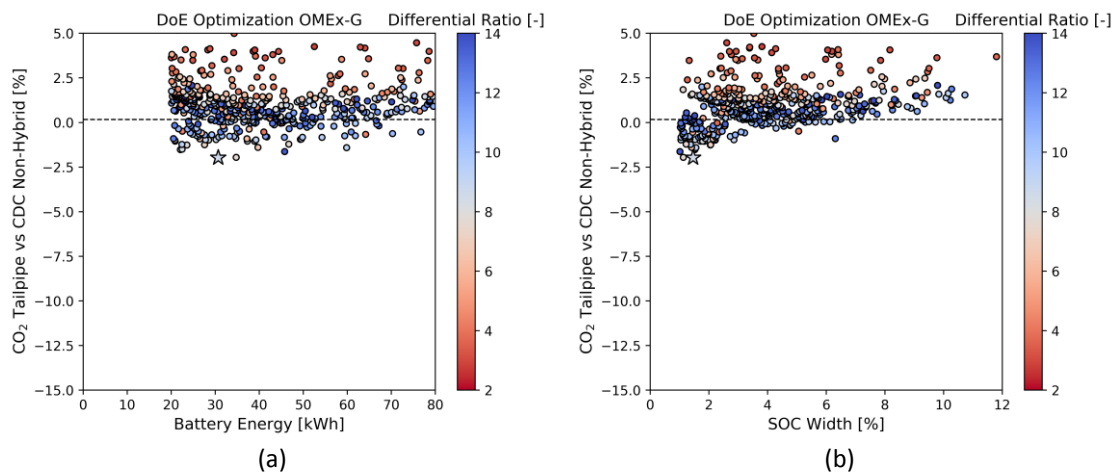 DoE Optimization OMEx-G
Differential Ratio [-]
CO₂ Tailpipe vs CDC Non-Hybrid [%]
5.0
2.5
0.0
−2.5
−5.0
−7.5
−10.0
−12.5
−15.0
0 10 20 30 40 50 60 70 80
Battery Energy [kWh]
14
12
10
8
6
4
2
(a)
DoE Optimization OMEx-G
Differential Ratio [-]
CO₂ Tailpipe vs CDC Non-Hybrid [%]
5.0
2.5
0.0
−2.5
−5.0
−7.5
−10.0
−12.5
−15.0
0 2 4 6 8 10 12
SOC Width [%]
14
12
10
8
6
4
2
(b)